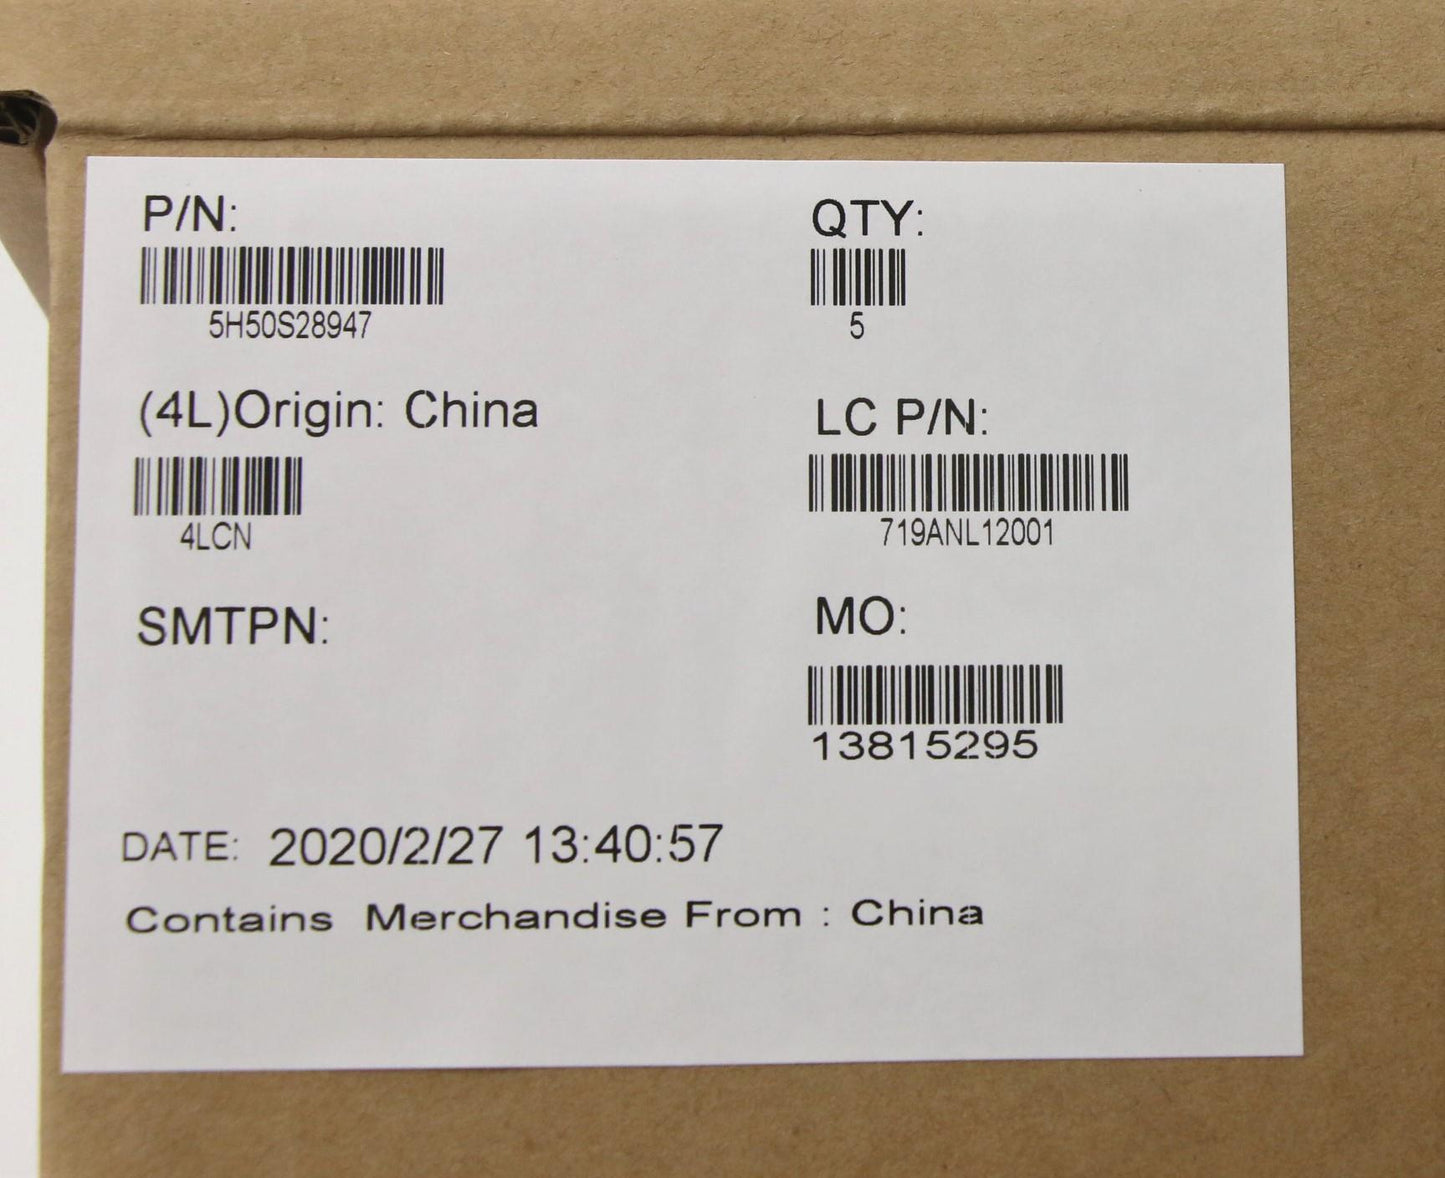 P/N:
5H50S28947
QTY:
5
(4L)Origin: China
4LCN
LC P/N:
719ANL12001
SMTPN:
MO:
13815295
DATE: 2020/2/27 13:40:57
Contains Merchandise From : China